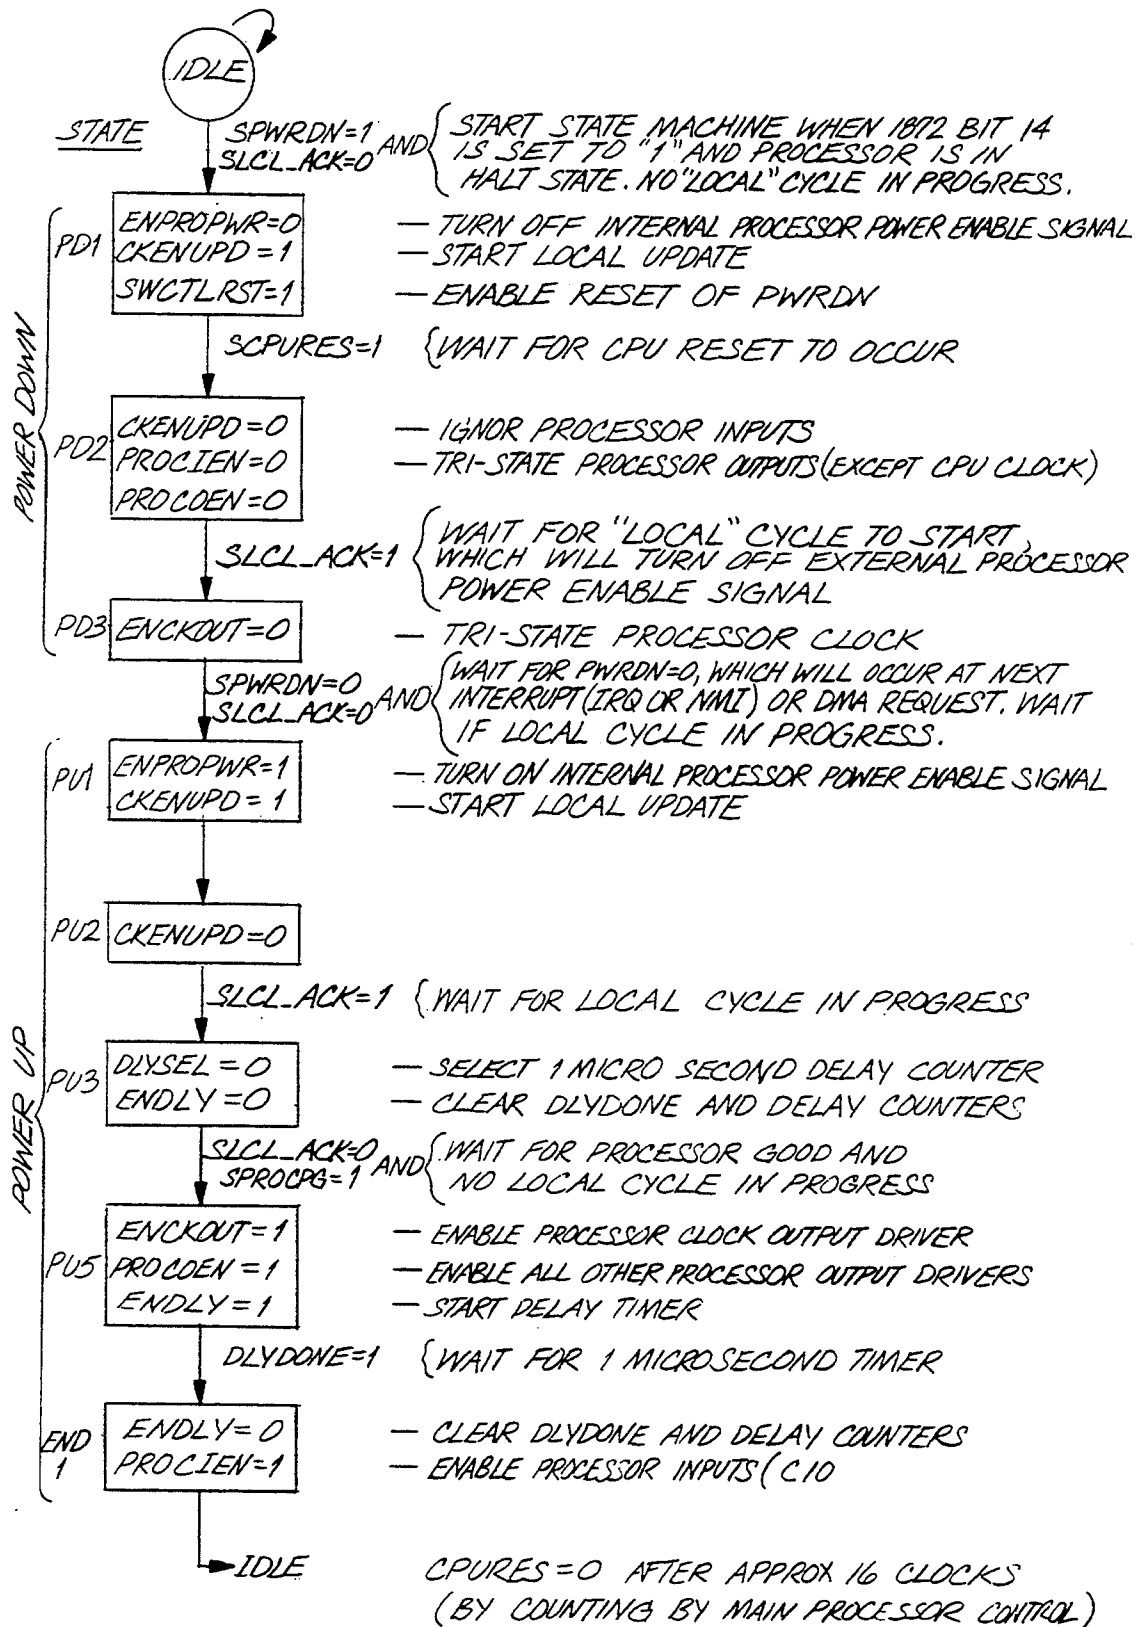 IDLE
STATE
SPWRDN=1
SLCL_ACK=0
AND
START STATE MACHINE WHEN 1872 BIT 14
IS SET TO "1" AND PROCESSOR IS IN
HALT STATE. NO "LOCAL" CYCLE IN PROGRESS.
POWER DOWN
PD1
ENPROPWR=0
— TURN OFF INTERNAL PROCESSOR POWER ENABLE SIGNAL
CKENUPD=1
— START LOCAL UPDATE
SWCTLRST=1
— ENABLE RESET OF PWRDN
SCPURES=1
WAIT FOR CPU RESET TO OCCUR
PD2
CKENUPD=0
— IGNOR PROCESSOR INPUTS
PROCIEN=0
— TRI-STATE PROCESSOR OUTPUTS (EXCEPT CPU CLOCK)
PROCOEN=0
SLCL_ACK=1
WAIT FOR "LOCAL" CYCLE TO START,
WHICH WILL TURN OFF EXTERNAL PROCESSOR
POWER ENABLE SIGNAL
PD3
ENCKOUT=0
— TRI-STATE PROCESSOR CLOCK
SPWRDN=0
SLCL_ACK=0
AND
WAIT FOR PWRDN=0, WHICH WILL OCCUR AT NEXT
INTERRUPT (IRQ OR NMI) OR DMA REQUEST. WAIT
IF LOCAL CYCLE IN PROGRESS.
POWER UP
PU1
ENPROPWR=1
— TURN ON INTERNAL PROCESSOR POWER ENABLE SIGNAL
CKENUPD=1
— START LOCAL UPDATE
PU2
CKENUPD=0
SLCL_ACK=1
WAIT FOR LOCAL CYCLE IN PROGRESS
PU3
DLYSEL=0
— SELECT 1 MICRO SECOND DELAY COUNTER
ENDLY=0
— CLEAR DLYDONE AND DELAY COUNTERS
SLCL_ACK=0
SPROCPG=1
AND
WAIT FOR PROCESSOR GOOD AND
NO LOCAL CYCLE IN PROGRESS
PU5
ENCKOUT=1
— ENABLE PROCESSOR CLOCK OUTPUT DRIVER
PROCOEN=1
— ENABLE ALL OTHER PROCESSOR OUTPUT DRIVERS
ENDLY=1
— START DELAY TIMER
DLYDONE=1
WAIT FOR 1 MICROSECOND TIMER
END
1
ENDLY=0
— CLEAR DLYDONE AND DELAY COUNTERS
PROCIEN=1
— ENABLE PROCESSOR INPUTS (C10
IDLE
CPURES=0 AFTER APPROX 16 CLOCKS
(BY COUNTING BY MAIN PROCESSOR CONTROL)